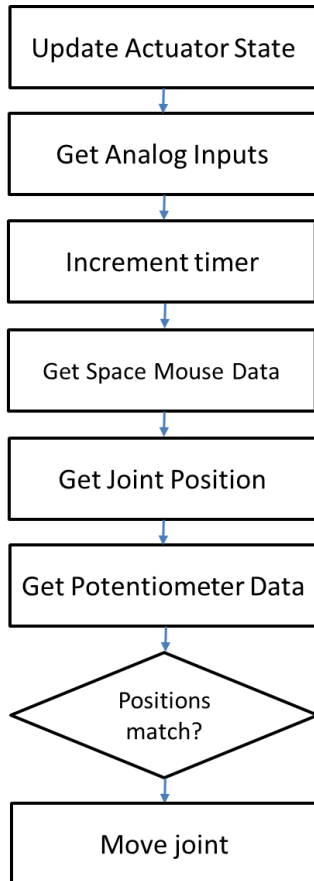 Update Actuator State
Get Analog Inputs
Increment timer
Get Space Mouse Data
Get Joint Position
Get Potentiometer Data
Positions
match?
Move joint